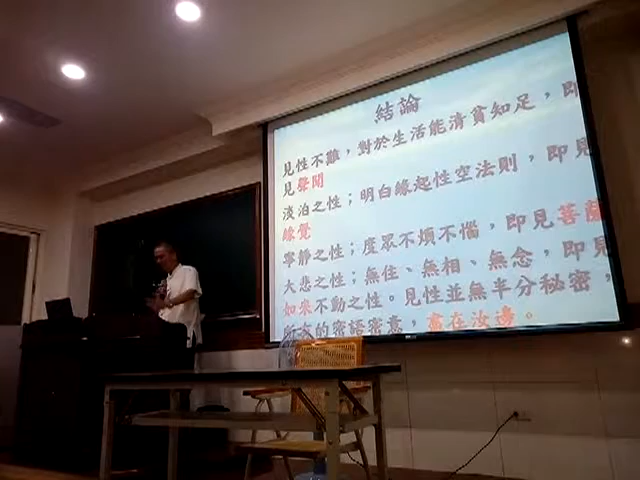 結論
見性不難，對於生活能清貧知足，即
見聲聞
淡泊之性；明白緣起性空法則，即見
緣覺
寧靜之性；度眾不煩不惱，即見菩薩
大悲之性；無住、無相、無念，即見
如來不動之性。見性並無半分秘密，
所有的密語密意，盡在汝邊。